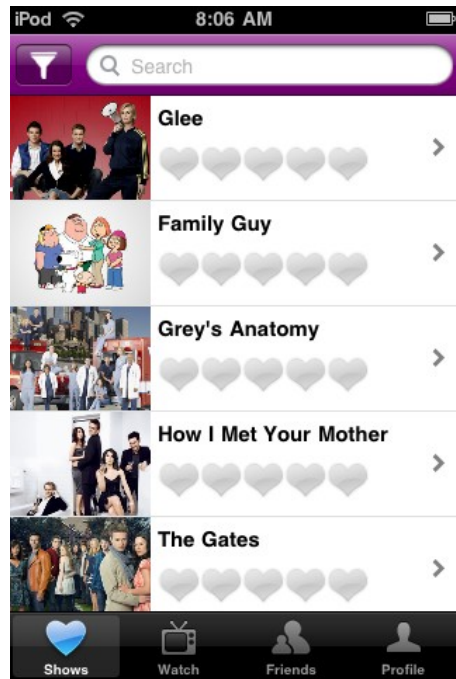 iPod 8:06 AM
Search
Glee
Family Guy
Grey's Anatomy
How I Met Your Mother
The Gates
Shows Watch Friends Profile